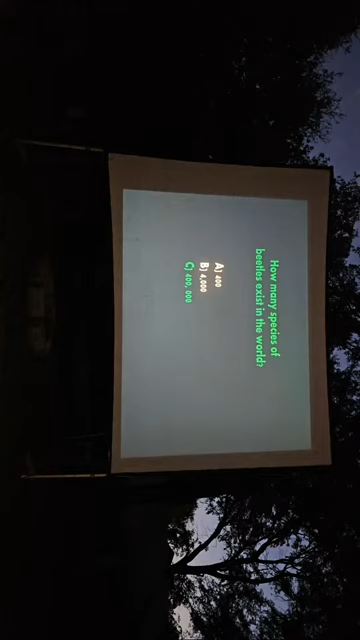 How many species of
beetles exist in the world?
A) 400
B) 4,000
C) 400, 000